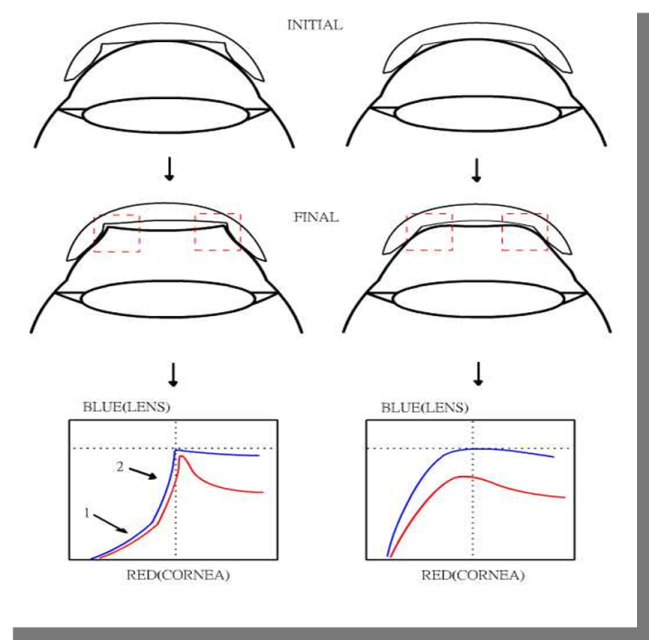 INITIAL
FINAL
BLUE(LENS)
BLUE(LENS)
2
1
RED(CORNEA)
RED(CORNEA)